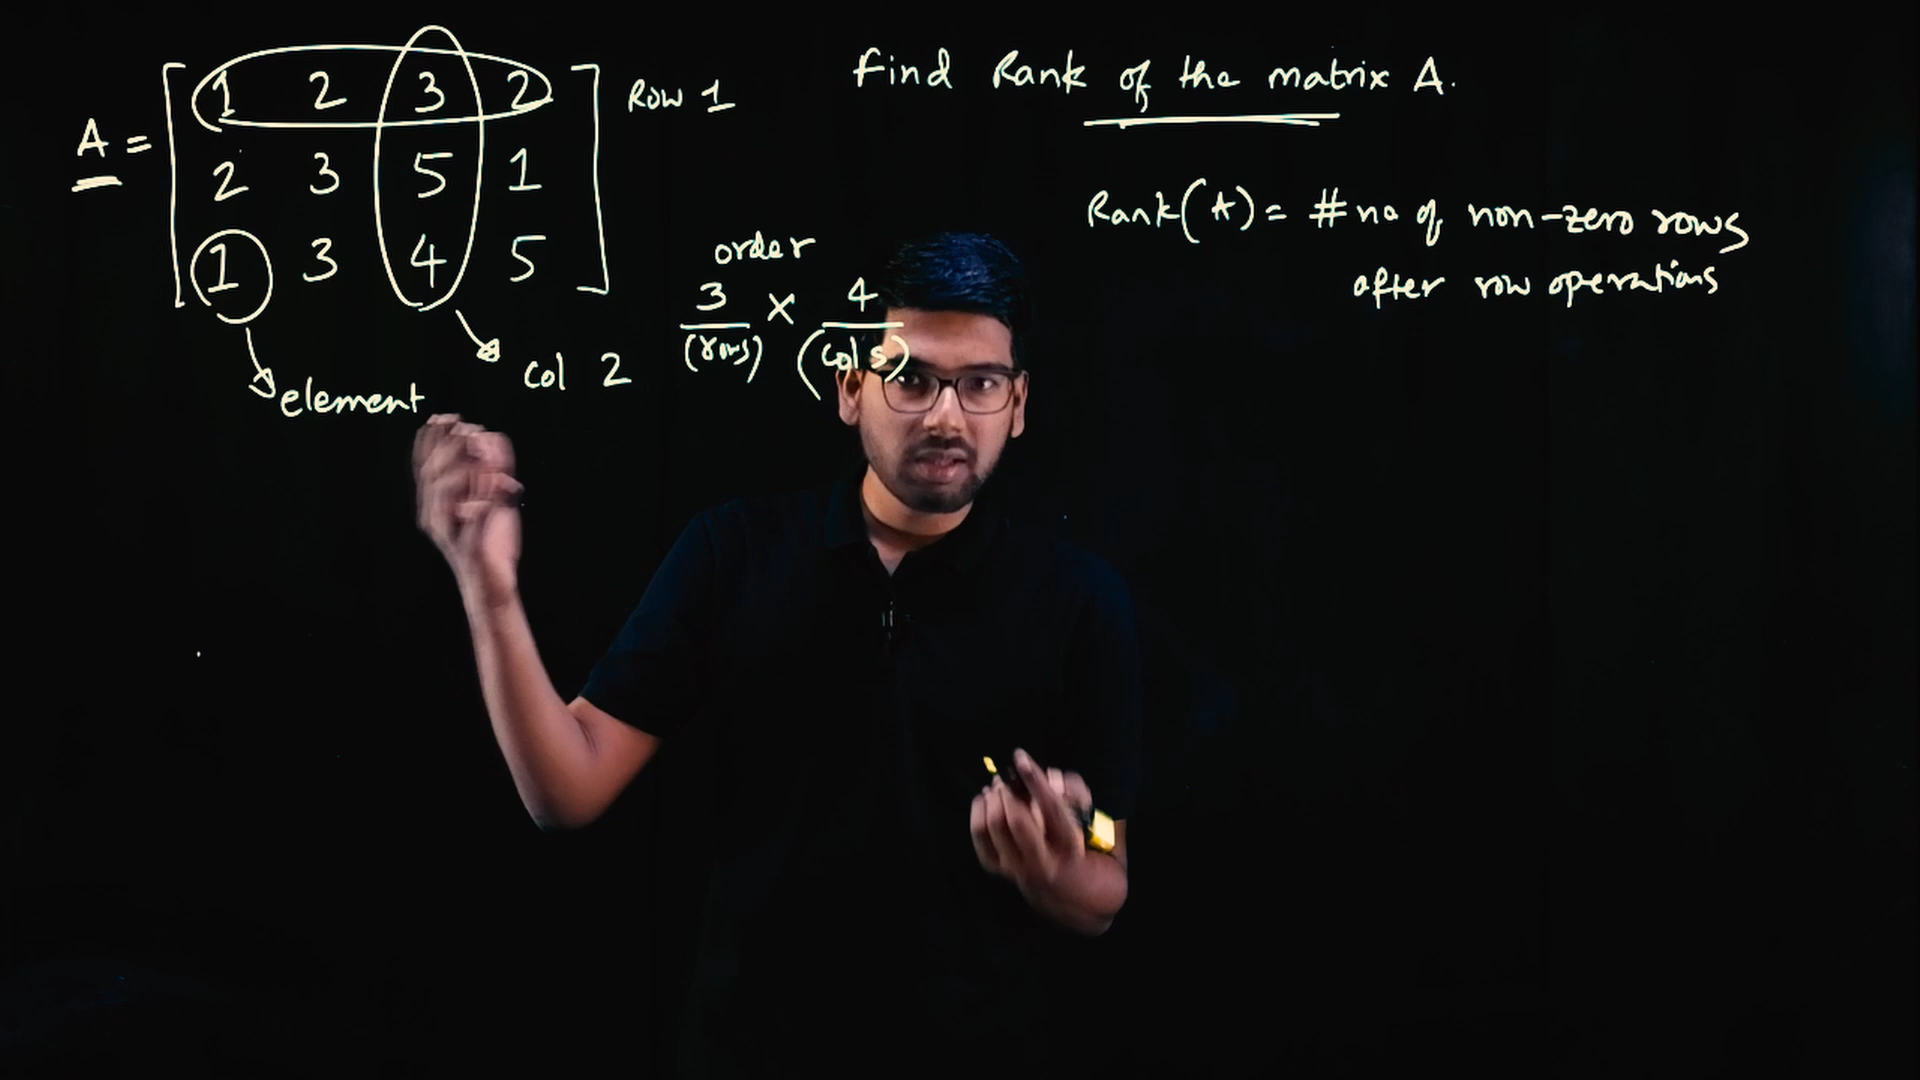 A = [ 1 2 3 2
2 3 5 1
1 3 4 5 ]
Row 1
element
Col 2
order
3 × 4
(rows) (cols)
Find Rank of the matrix A.
Rank(A) = # no of non-zero rows
after row operations